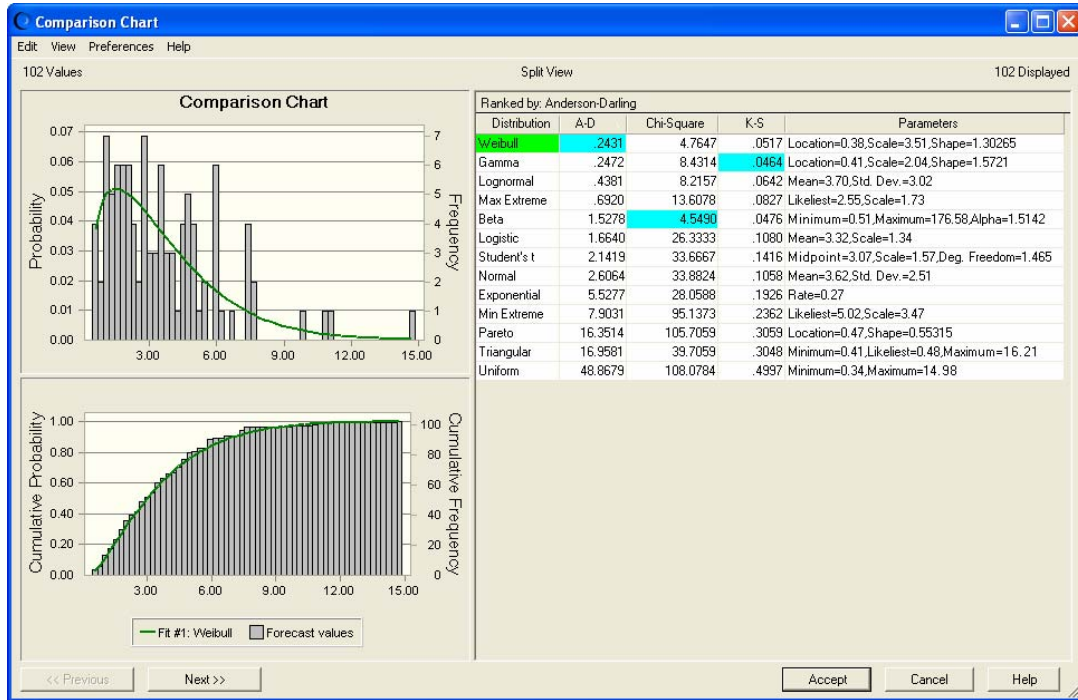 Comparison Chart
Edit View Preferences Help
102 Values Split View 102 Displayed
Comparison Chart
Probability
0.07
0.06
0.05
0.04
0.03
0.02
0.01
0.00
7
6
5
4
3
2
1
0
Frequency
3.00 6.00 9.00 12.00 15.00
Cumulative Probability
1.00
0.80
0.60
0.40
0.20
0.00
100
80
60
40
20
0
Cumulative Frequency
3.00 6.00 9.00 12.00 15.00
Fit #1: Weibull Forecast values
Ranked by: Anderson-Darling
Distribution A-D Chi-Square K-S Parameters
Weibull .2431 4.7647 .0517 Location=0.38,Scale=3.51,Shape=1.30265
Gamma .2472 8.4314 .0464 Location=0.41,Scale=2.04,Shape=1.5721
Lognormal .4381 8.2157 .0642 Mean=3.70,Std. Dev.=3.02
Max Extreme .6920 13.6078 .0827 Likeliest=2.55,Scale=1.73
Beta 1.5278 4.5490 .0476 Minimum=0.51,Maximum=176.58,Alpha=1.5142
Logistic 1.6640 26.3333 .1080 Mean=3.32,Scale=1.34
Student's t 2.1419 33.6667 .1416 Midpoint=3.07,Scale=1.57,Deg. Freedom=1.465
Normal 2.6064 33.8824 .1058 Mean=3.62,Std. Dev.=2.51
Exponential 5.5277 28.0588 .1926 Rate=0.27
Min Extreme 7.9031 95.1373 .2362 Likeliest=5.02,Scale=3.47
Pareto 16.3514 105.7059 .3059 Location=0.47,Shape=0.55315
Triangular 16.9581 39.7059 .3048 Minimum=0.41,Likeliest=0.48,Maximum=16.21
Uniform 48.8679 108.0784 .4997 Minimum=0.34,Maximum=14.98
<< Previous Next >> Accept Cancel Help